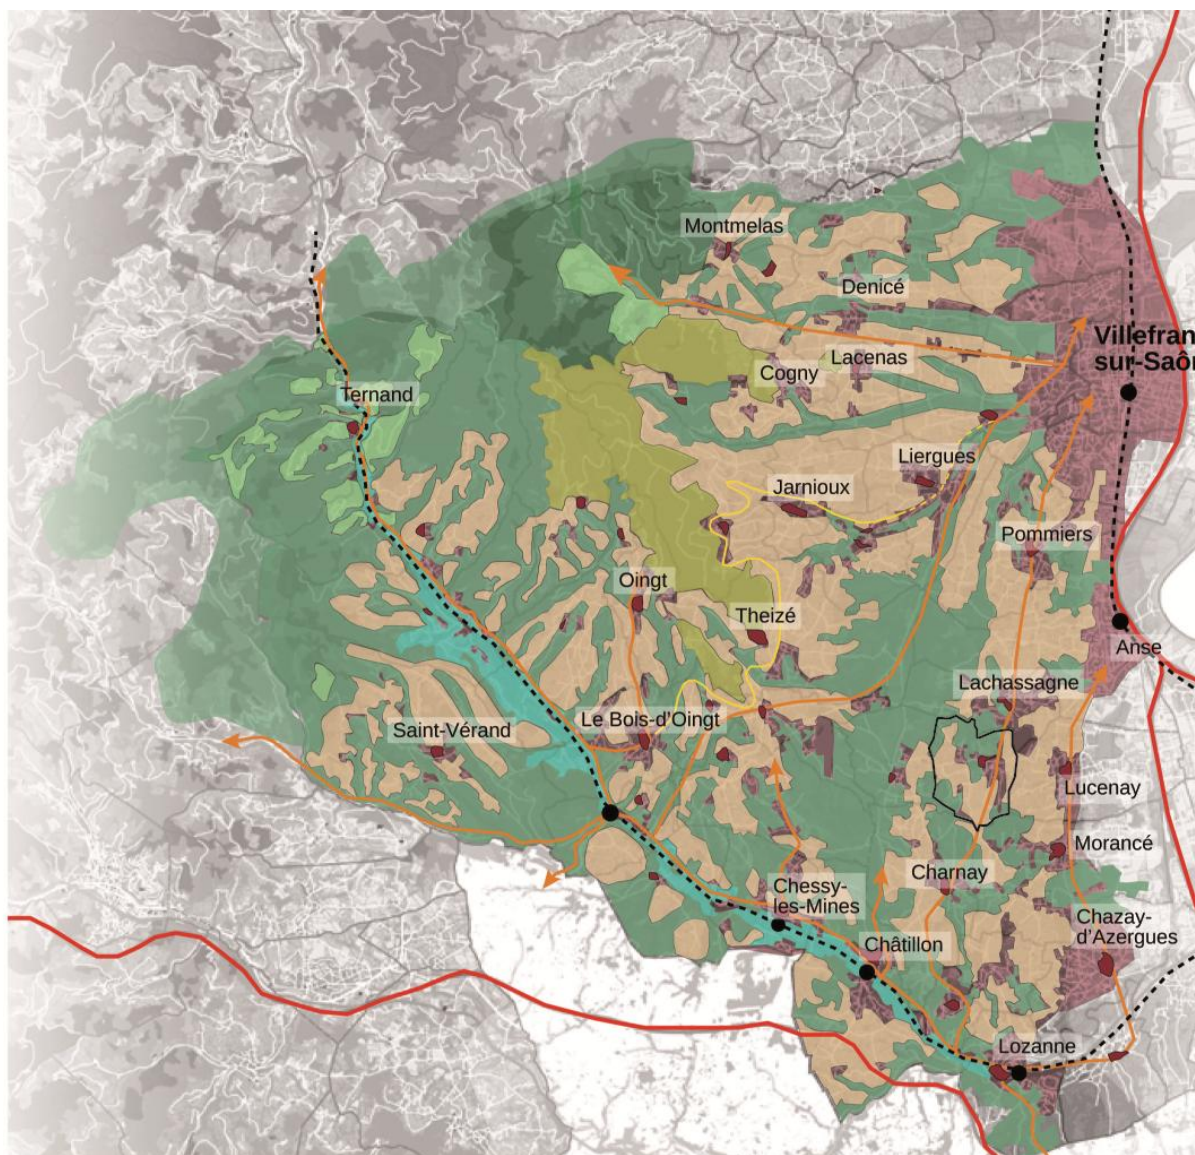 Montmelas
Denicé
Villefran
sur-Saôn
Lacenas
Cogny
Ternand
Liergues
Jarnioux
Pommiers
Oingt
Theizé
Anse
Lachassagne
Le Bois-d'Oingt
Saint-Vérand
Lucenay
Morancé
Charnay
Chessy-
les-Mines
Chazay-
d'Azergues
Châtillon
Lozanne